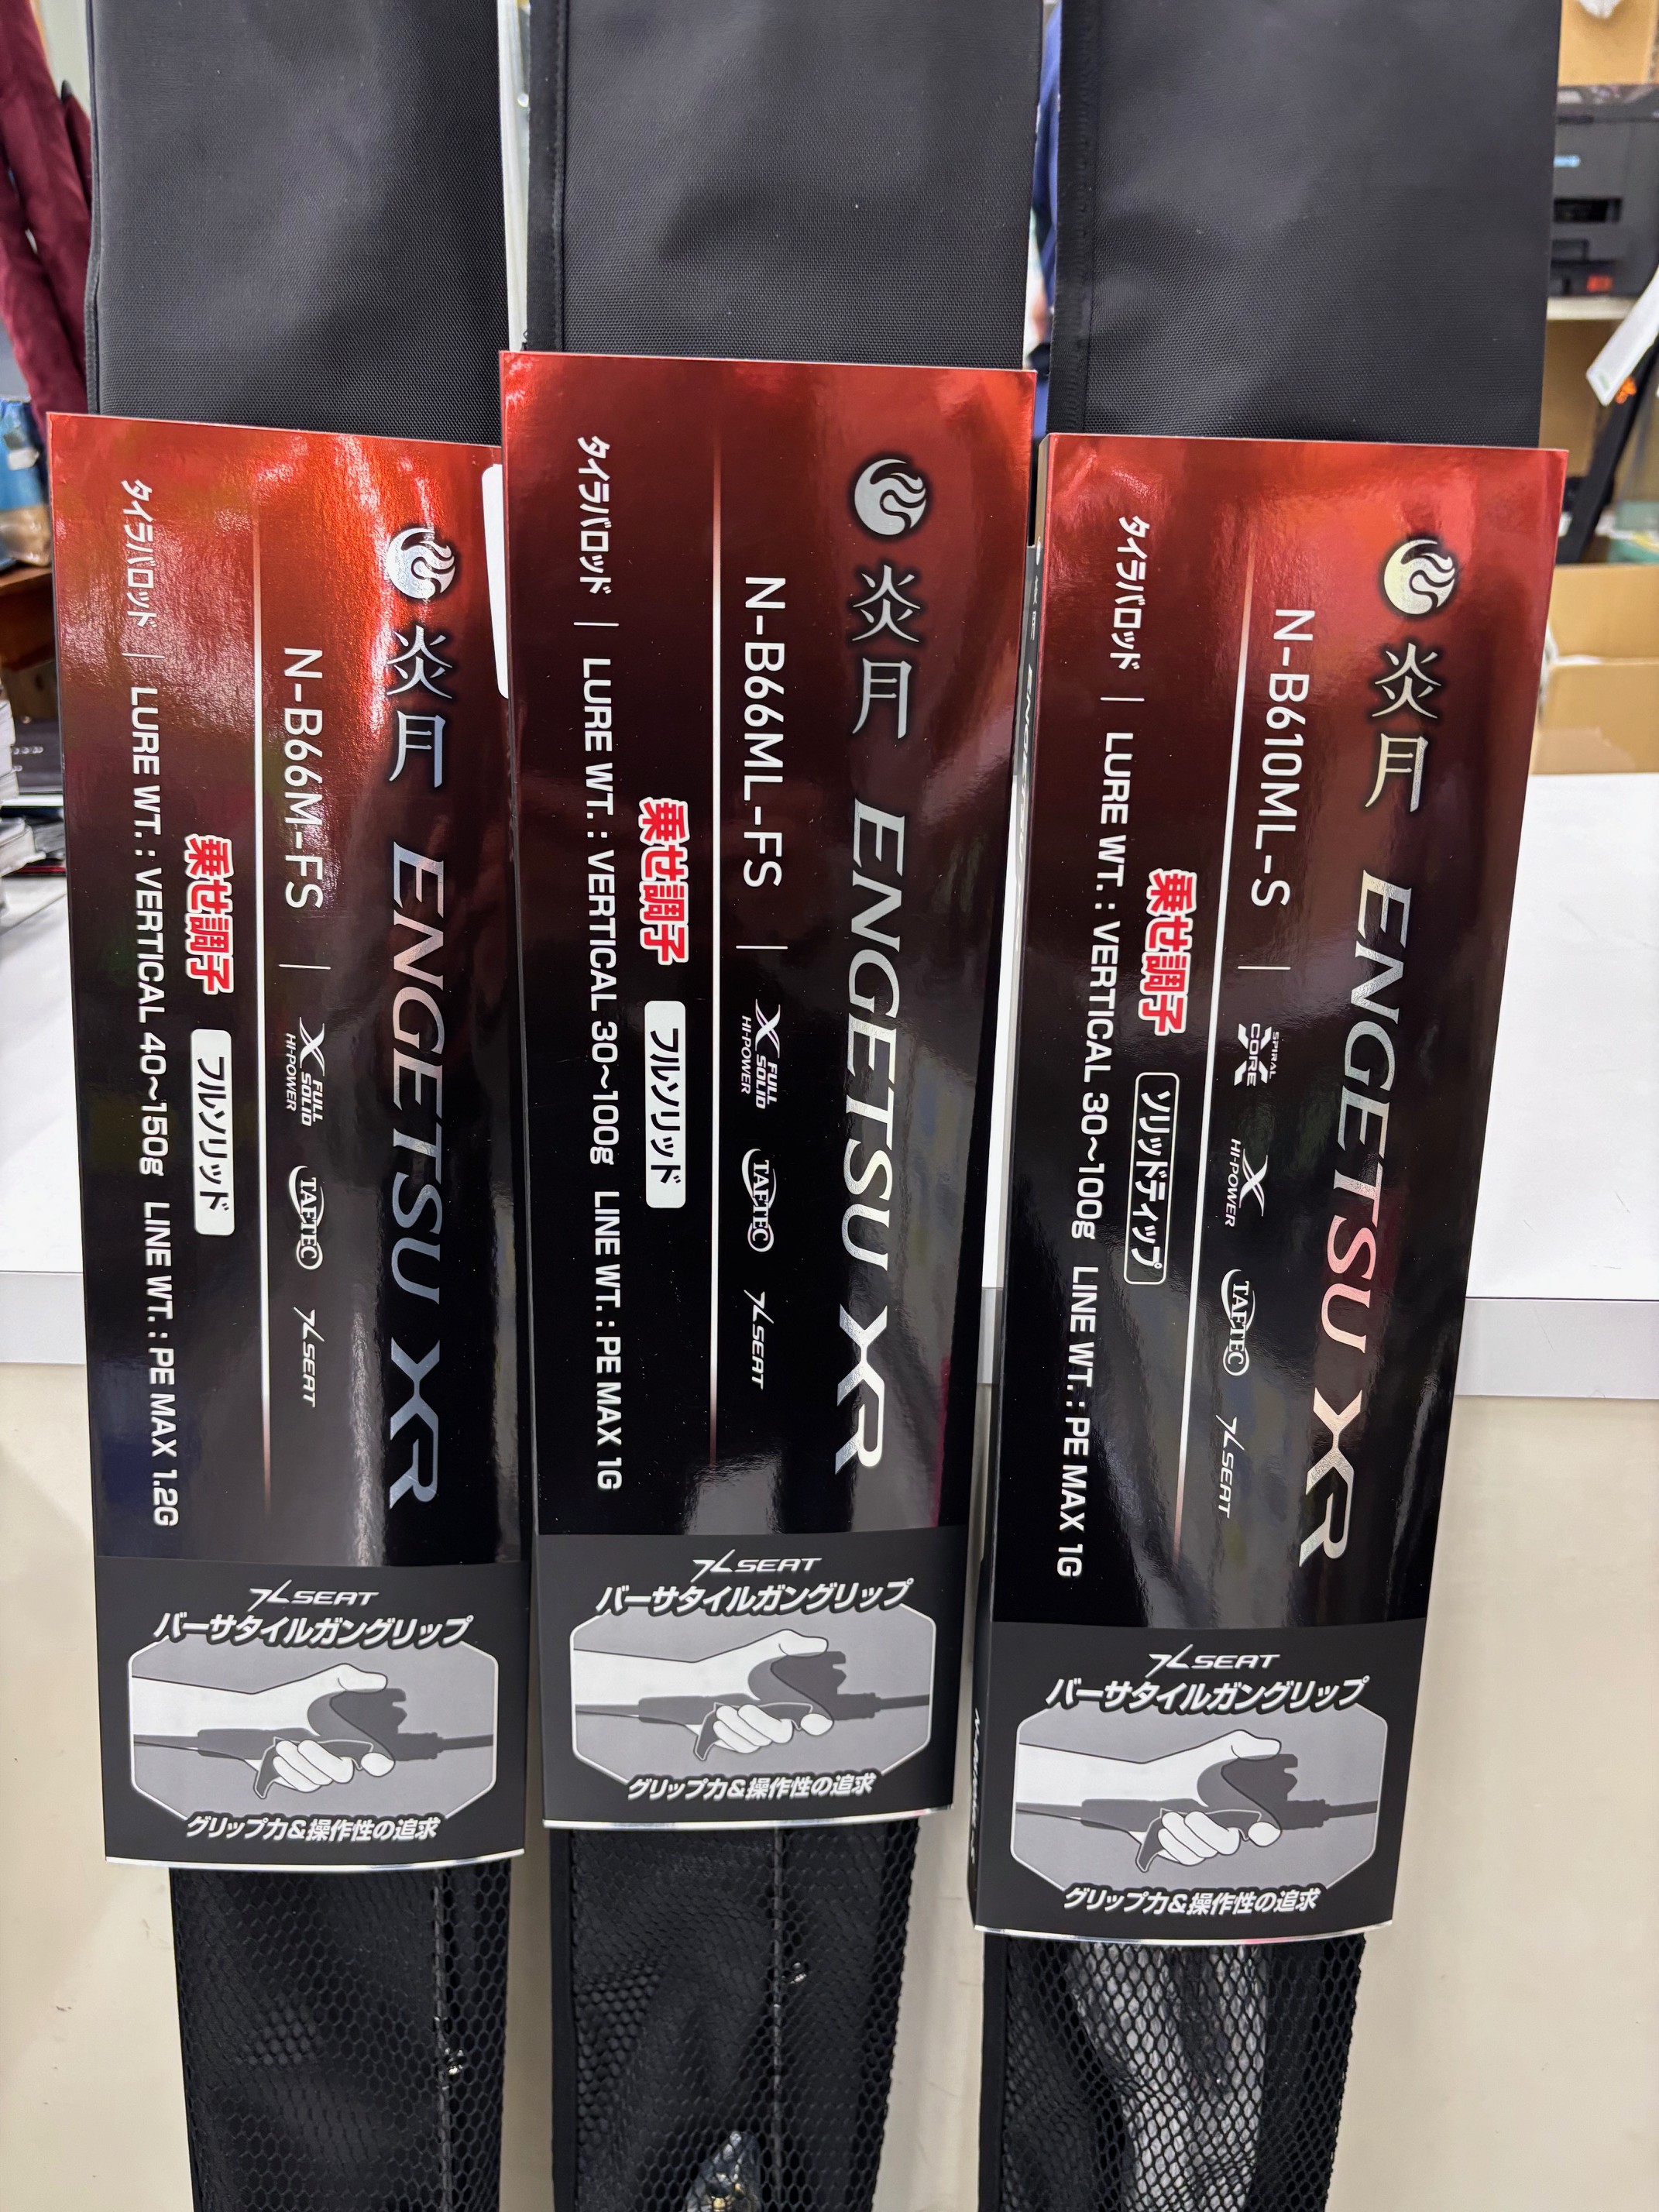 炎月 ENGETSU XR
N-B66M-FS | FULL SOLID HI-POWER X TAFTEC XSEAT
乗せ調子 フルソリッド
タイラバロッド | LURE WT. : VERTICAL 40~150g LINE WT. : PE MAX 1.2G
XSEAT
バーサタイルガングリップ
グリップ力&操作性の追求
炎月 ENGETSU XR
N-B66ML-FS | FULL SOLID HI-POWER X TAFTEC XSEAT
乗せ調子 フルソリッド
タイラバロッド | LURE WT. : VERTICAL 30~100g LINE WT. : PE MAX 1G
XSEAT
バーサタイルガングリップ
グリップ力&操作性の追求
炎月 ENGETSU XR
N-B610ML-S | SPIRAL X CORE HI-POWER X TAFTEC XSEAT
乗せ調子 ソリッドティップ
タイラバロッド | LURE WT. : VERTICAL 30~100g LINE WT. : PE MAX 1G
XSEAT
バーサタイルガングリップ
グリップ力&操作性の追求